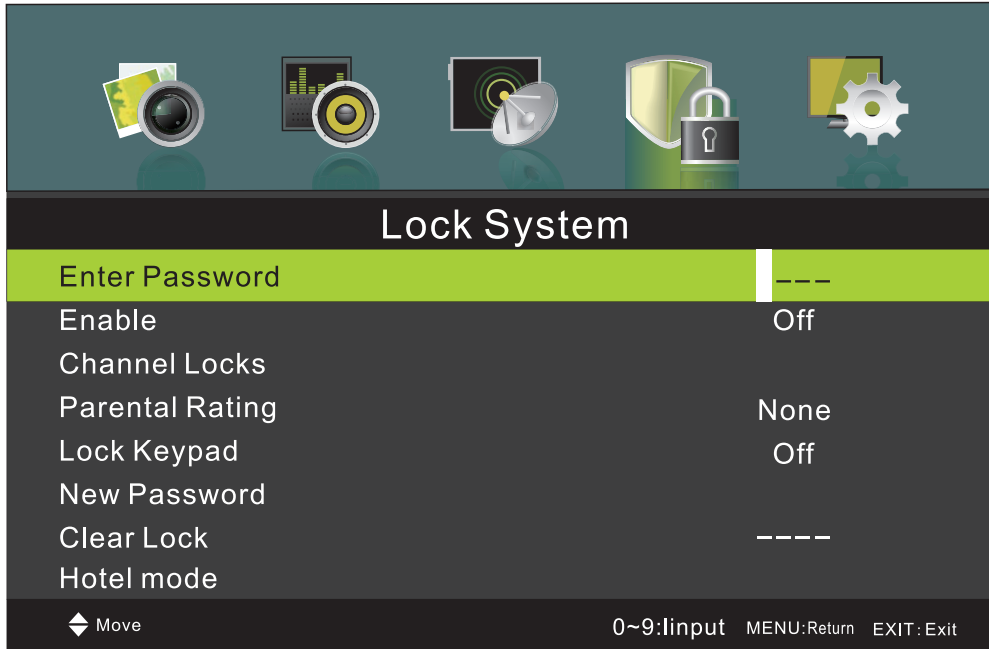 Lock System
Enter Password ---
Enable Off
Channel Locks
Parental Rating None
Lock Keypad Off
New Password
Clear Lock ----
Hotel mode
Move 0~9:Iinput MENU:Return EXIT:Exit